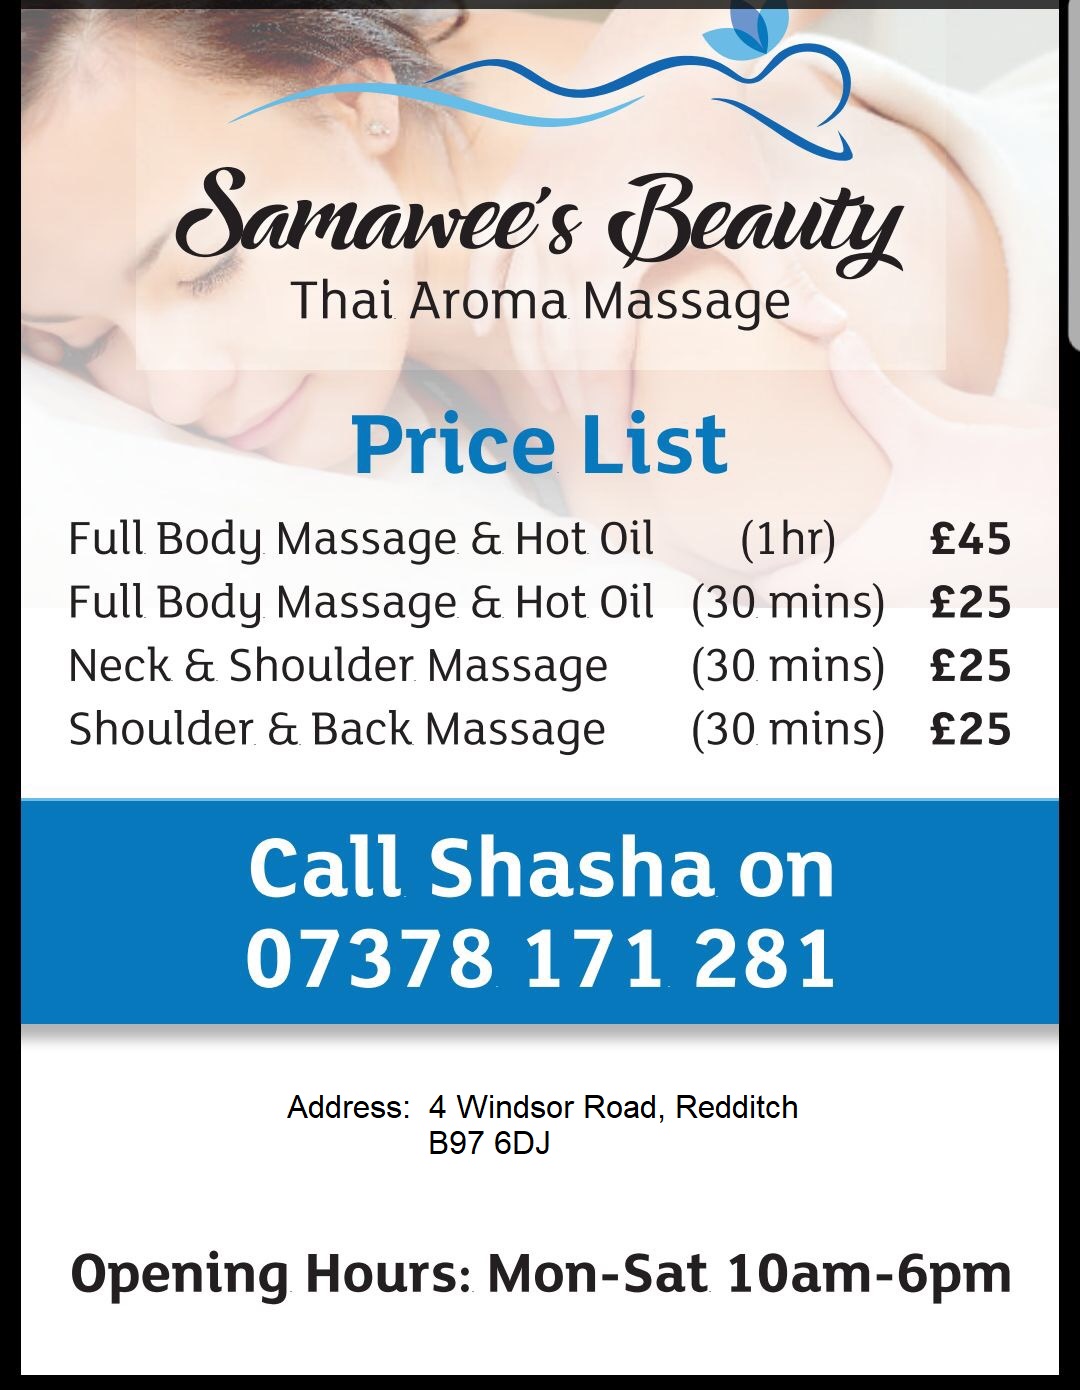 Samawee's Beauty
Thai Aroma Massage
Price List
Full Body Massage & Hot Oil (1hr) £45
Full Body Massage & Hot Oil (30 mins) £25
Neck & Shoulder Massage (30 mins) £25
Shoulder & Back Massage (30 mins) £25
Call Shasha on
07378 171 281
Address: 4 Windsor Road, Redditch
B97 6DJ
Opening Hours: Mon-Sat 10am-6pm